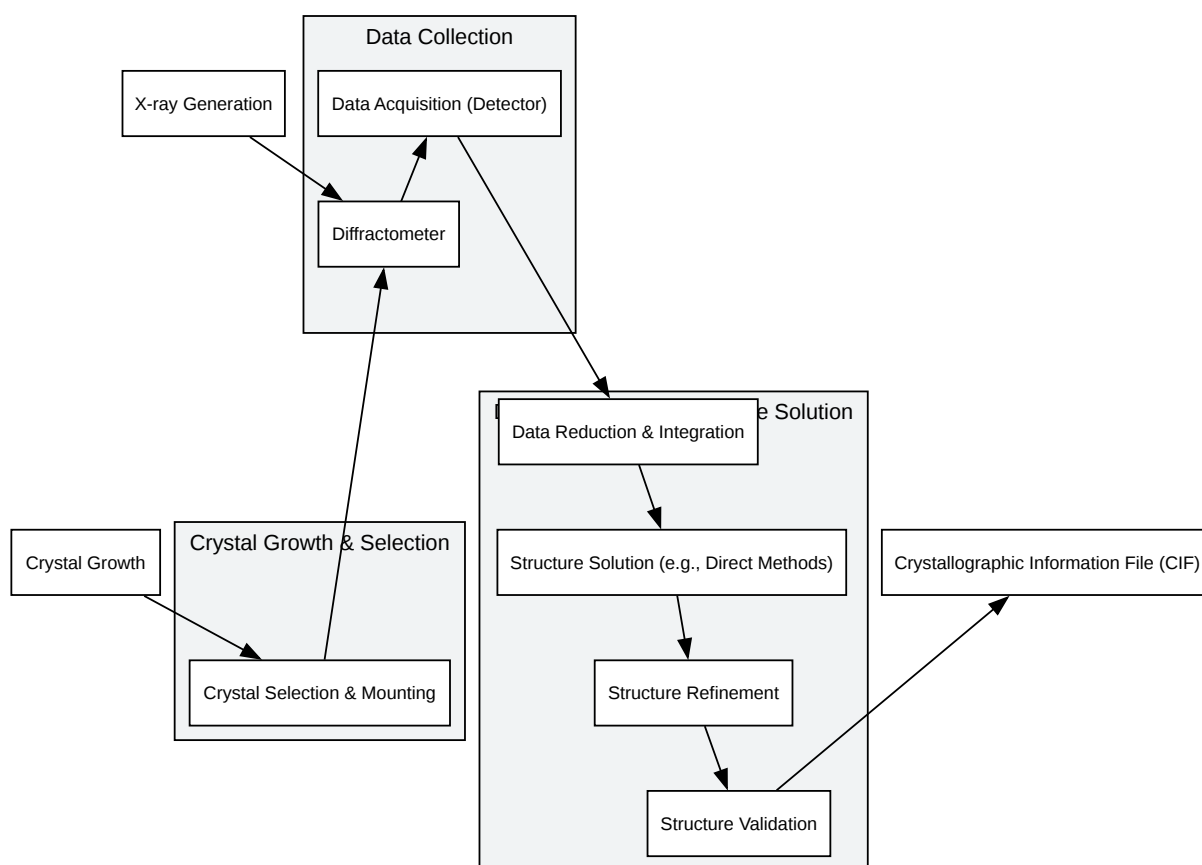 Data Collection
X-ray Generation
Data Acquisition (Detector)
Diffractometer
Solution
Data Reduction & Integration
Crystal Growth & Selection
Crystal Growth
Structure Solution (e.g., Direct Methods)
Crystallographic Information File (CIF)
Crystal Selection & Mounting
Structure Refinement
Structure Validation